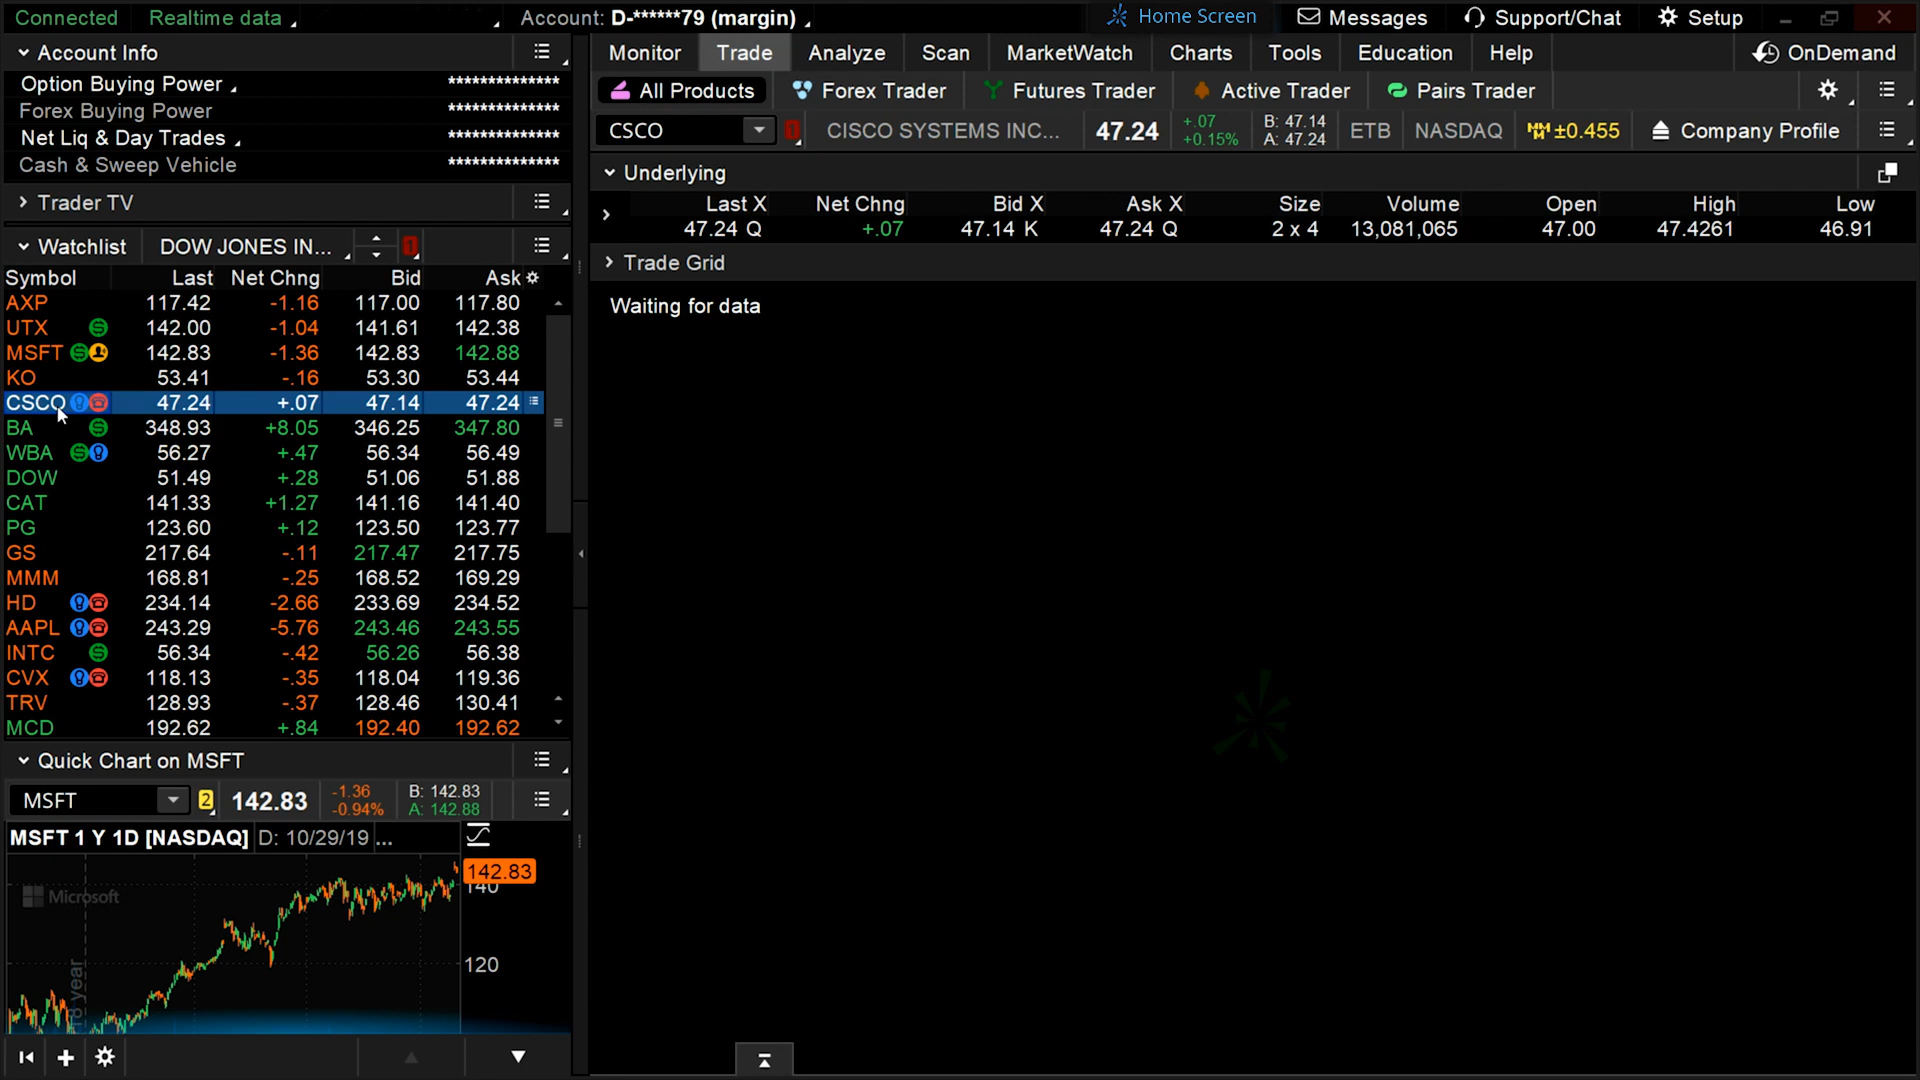 Connected Realtime data Account: D-******79 (margin) Home Screen Messages Support/Chat Setup
Account Info
Option Buying Power **************
Forex Buying Power **************
Net Liq & Day Trades **************
Cash & Sweep Vehicle **************
Trader TV
Watchlist DOW JONES IN... 1
Symbol Last Net Chng Bid Ask
AXP 117.42 -1.16 117.00 117.80
UTX 142.00 -1.04 141.61 142.38
MSFT 142.83 -1.36 142.83 142.88
KO 53.41 -.16 53.30 53.44
CSCO 47.24 +.07 47.14 47.24
BA 348.93 +8.05 346.25 347.80
WBA 56.27 +.47 56.34 56.49
DOW 51.49 +.28 51.06 51.88
CAT 141.33 +1.27 141.16 141.40
PG 123.60 +.12 123.50 123.77
GS 217.64 -.11 217.47 217.75
MMM 168.81 -.25 168.52 169.29
HD 234.14 -2.66 233.69 234.52
AAPL 243.29 -5.76 243.46 243.55
INTC 56.34 -.42 56.26 56.38
CVX 118.13 -.35 118.04 119.36
TRV 128.93 -.37 128.46 130.41
MCD 192.62 +.84 192.40 192.62
Quick Chart on MSFT
MSFT 2 142.83 -1.36 -0.94% B: 142.83 A: 142.88
MSFT 1 Y 1D [NASDAQ] D: 10/29/19 ...
142.83
140
Microsoft
120
18 year
Monitor Trade Analyze Scan MarketWatch Charts Tools Education Help OnDemand
All Products Forex Trader Futures Trader Active Trader Pairs Trader
CSCO 1 CISCO SYSTEMS INC... 47.24 +.07 +0.15% B: 47.14 A: 47.24 ETB NASDAQ MM ±0.455 Company Profile
Underlying
Last X Net Chng Bid X Ask X Size Volume Open High Low
47.24 Q +.07 47.14 K 47.24 Q 2 x 4 13,081,065 47.00 47.4261 46.91
Trade Grid
Waiting for data